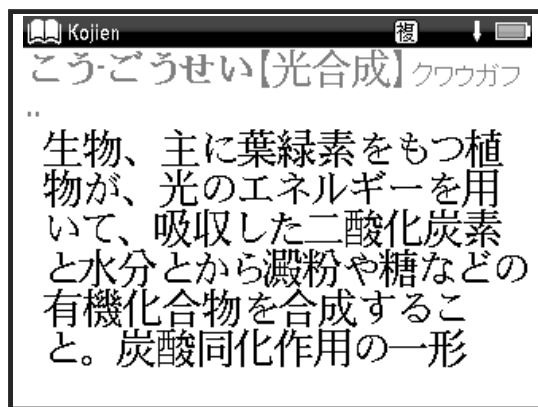 Kojien 複
こう‐ごうせい【光合成】クワウガフ
‥
生物、主に葉緑素をもつ植
物が、光のエネルギーを用
いて、吸収した二酸化炭素
と水分とから澱粉や糖などの
有機化合物を合成するこ
と。炭酸同化作用の一形